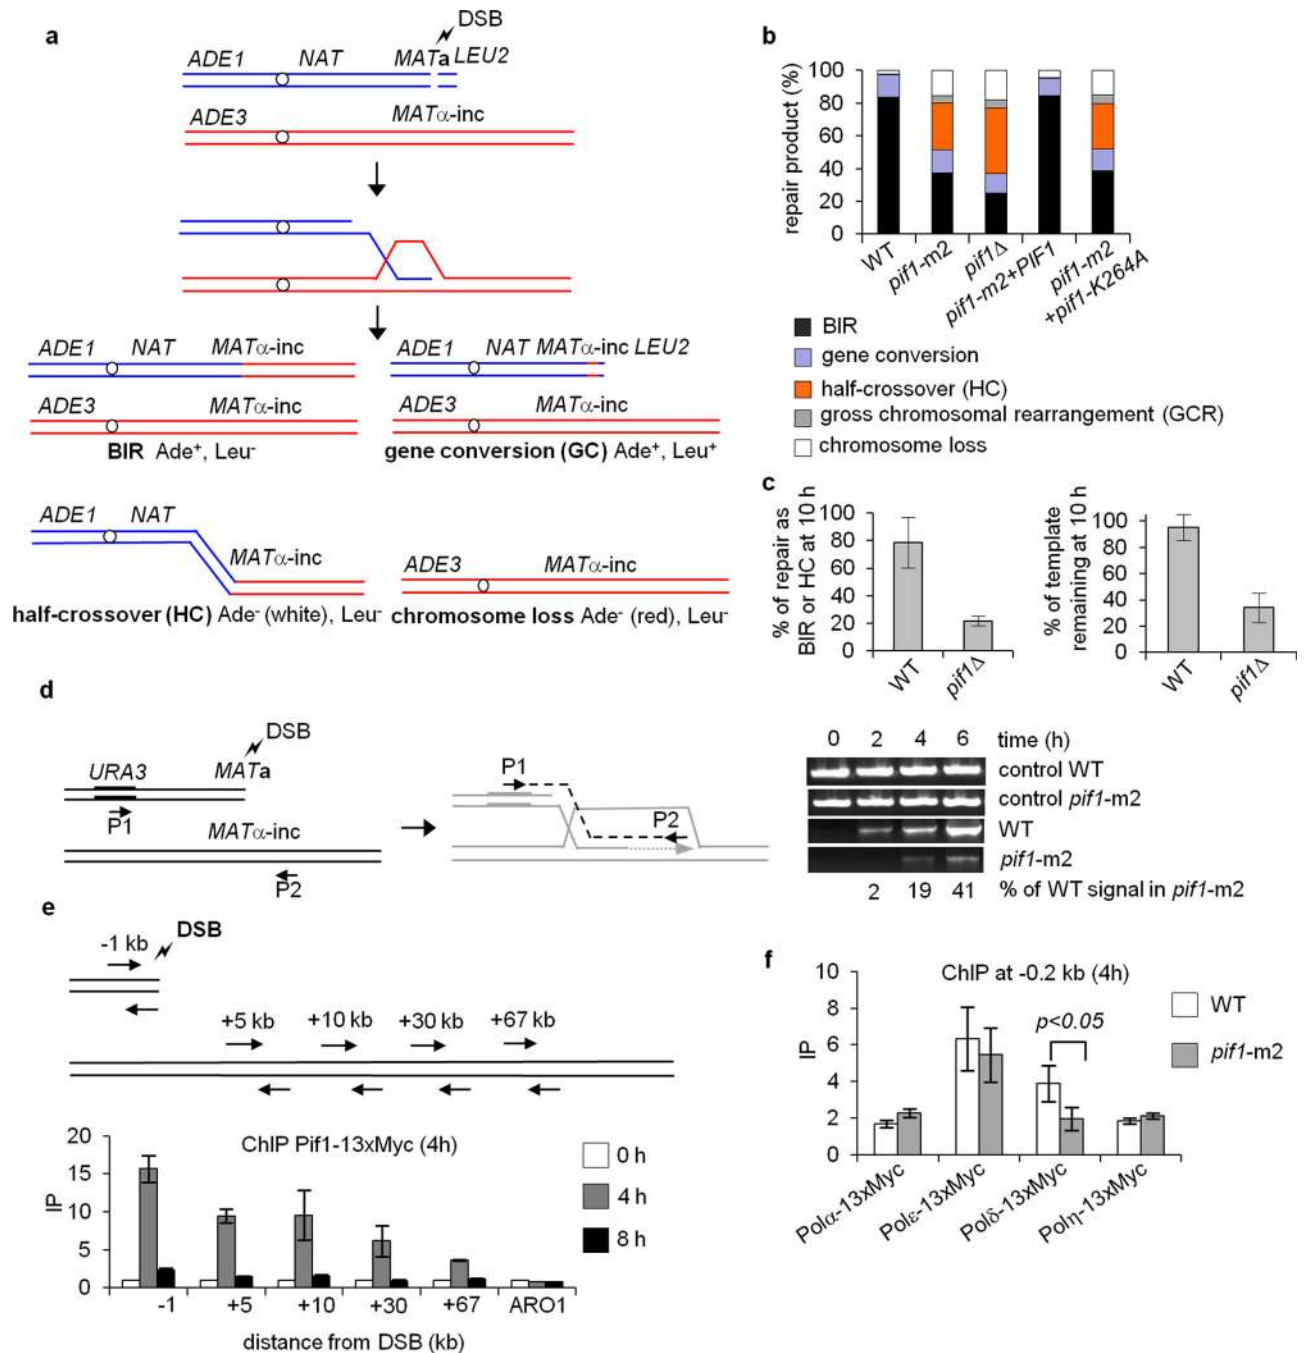 a
DSB
ADE1 NAT MATa LEU2
ADE3 MATα-inc
ADE1 NAT MATα-inc
ADE3 MATα-inc
BIR Ade+, Leu-
ADE1 NAT MATα-inc LEU2
ADE3 MATα-inc
gene conversion (GC) Ade+, Leu+
ADE1 NAT
MATα-inc
half-crossover (HC) Ade- (white), Leu-
ADE3 MATα-inc
chromosome loss Ade- (red), Leu-
b
repair product (%)
100
80
60
40
20
0
WT
pif1-m2
pif1Δ
pif1-m2+PIF1
pif1-m2
+pif1-K264A
BIR
gene conversion
half-crossover (HC)
gross chromosomal rearrangement (GCR)
chromosome loss
c
% of repair as
BIR or HC at 10 h
100
80
60
40
20
0
WT
pif1Δ
% of template
remaining at 10 h
100
80
60
40
20
0
WT
pif1Δ
d
DSB
URA3 MATa
P1
MATα-inc
P2
P1
P2
0 2 4 6 time (h)
control WT
control pif1-m2
WT
pif1-m2
2 19 41 % of WT signal in pif1-m2
e
-1 kb
DSB
+5 kb +10 kb +30 kb +67 kb
ChIP Pif1-13xMyc (4h)
IP
20
15
10
5
0
0 h
4 h
8 h
-1 +5 +10 +30 +67 ARO1
distance from DSB (kb)
f
ChIP at -0.2 kb (4h)
IP
10
8
6
4
2
0
p<0.05
WT
pif1-m2
Polα-13xMyc
Polε-13xMyc
Polδ-13xMyc
Polη-13xMyc